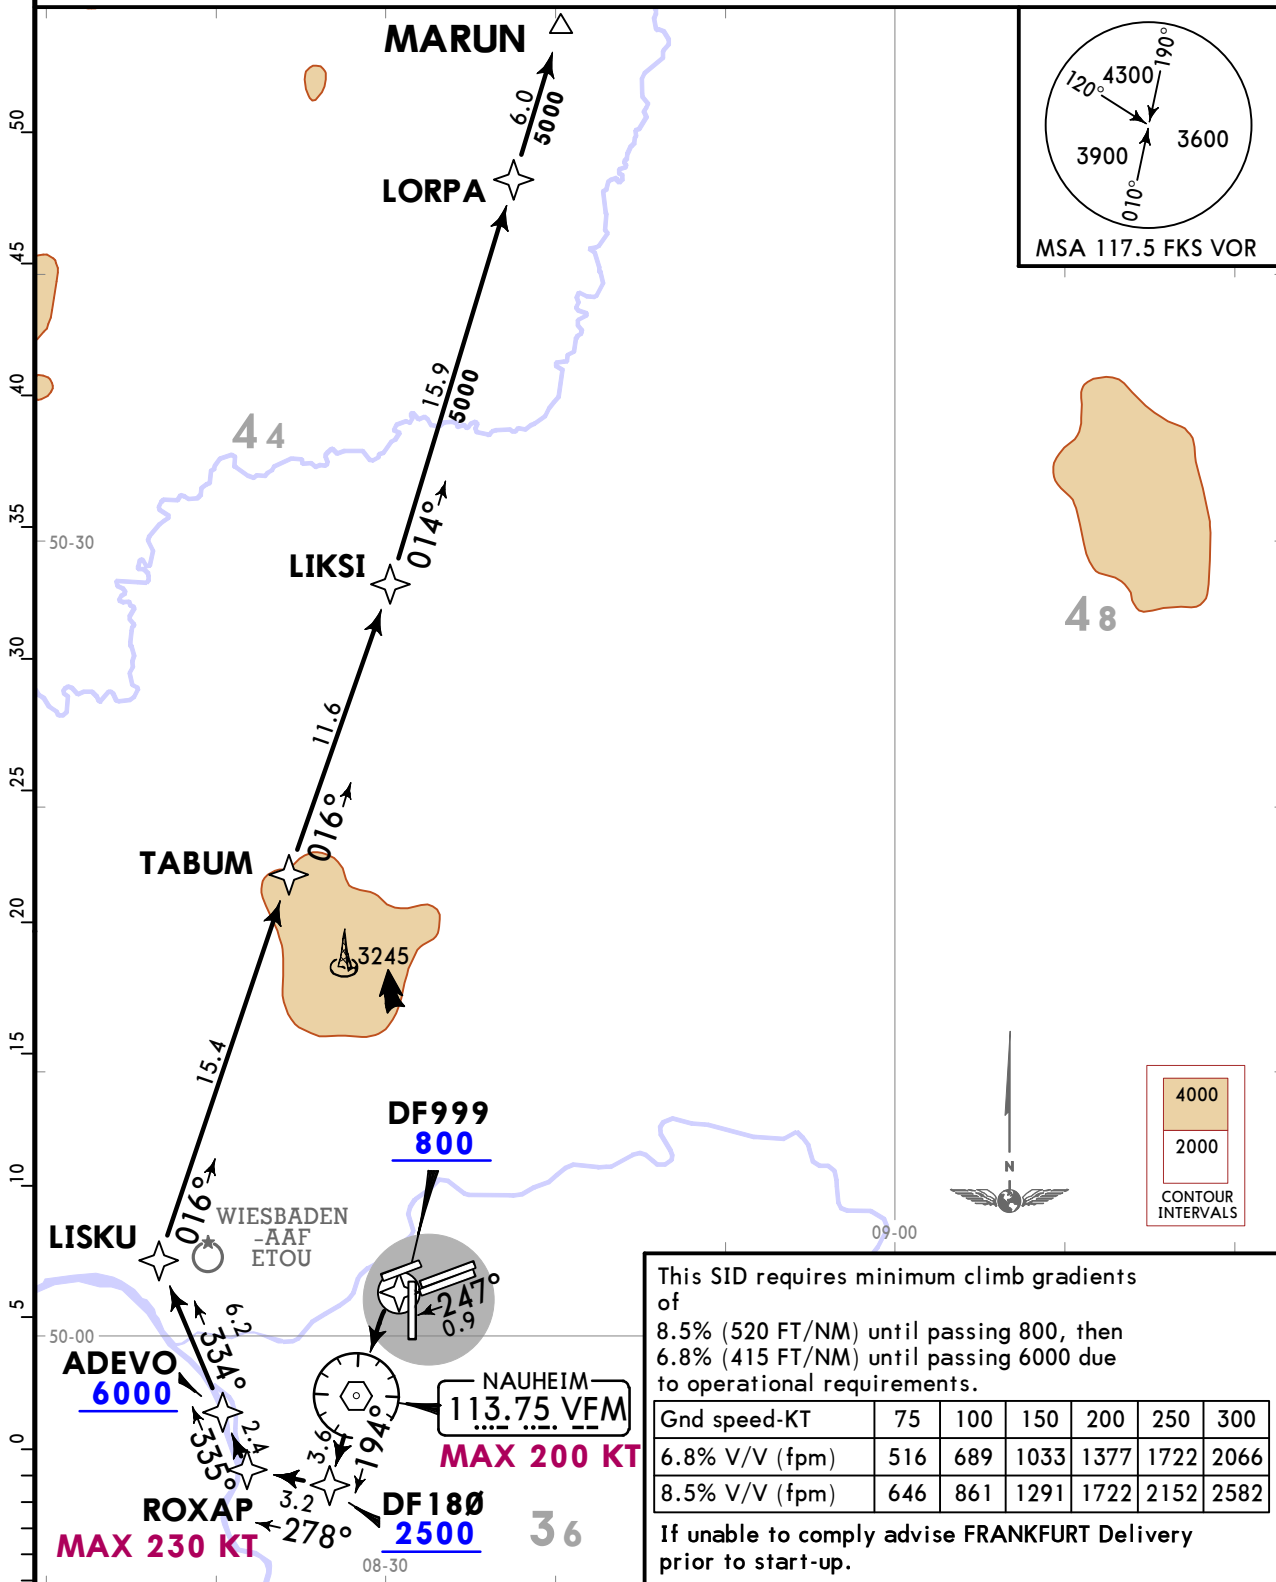 MARUN
6.0
5000
190°
4300
120°
3900
3600
010°
MSA 117.5 FKS VOR
50
LORPA
45
15.9
5000
40
44
35
014°
50-30
LIKSI
48
30
11.6
25
016°
TABUM
20
3245
15
15.4
DF999
800
4000
2000
CONTOUR
INTERVALS
N
10
016°
WIESBADEN
-AAF
ETOU
LISKU
09-00
247°
0.9
5
6.2
50-00
334°
ADEVO
6000
NAUHEIM
113.75 VFM
MAX 200 KT
0
335°
2.4
3.6
194°
ROXAP
MAX 230 KT
3.2
278°
DF18Ø
2500
36
08-30
This SID requires minimum climb gradients
of
8.5% (520 FT/NM) until passing 800, then
6.8% (415 FT/NM) until passing 6000 due
to operational requirements.
Gnd speed-KT 75 100 150 200 250 300
6.8% V/V (fpm) 516 689 1033 1377 1722 2066
8.5% V/V (fpm) 646 861 1291 1722 2152 2582
If unable to comply advise FRANKFURT Delivery
prior to start-up.